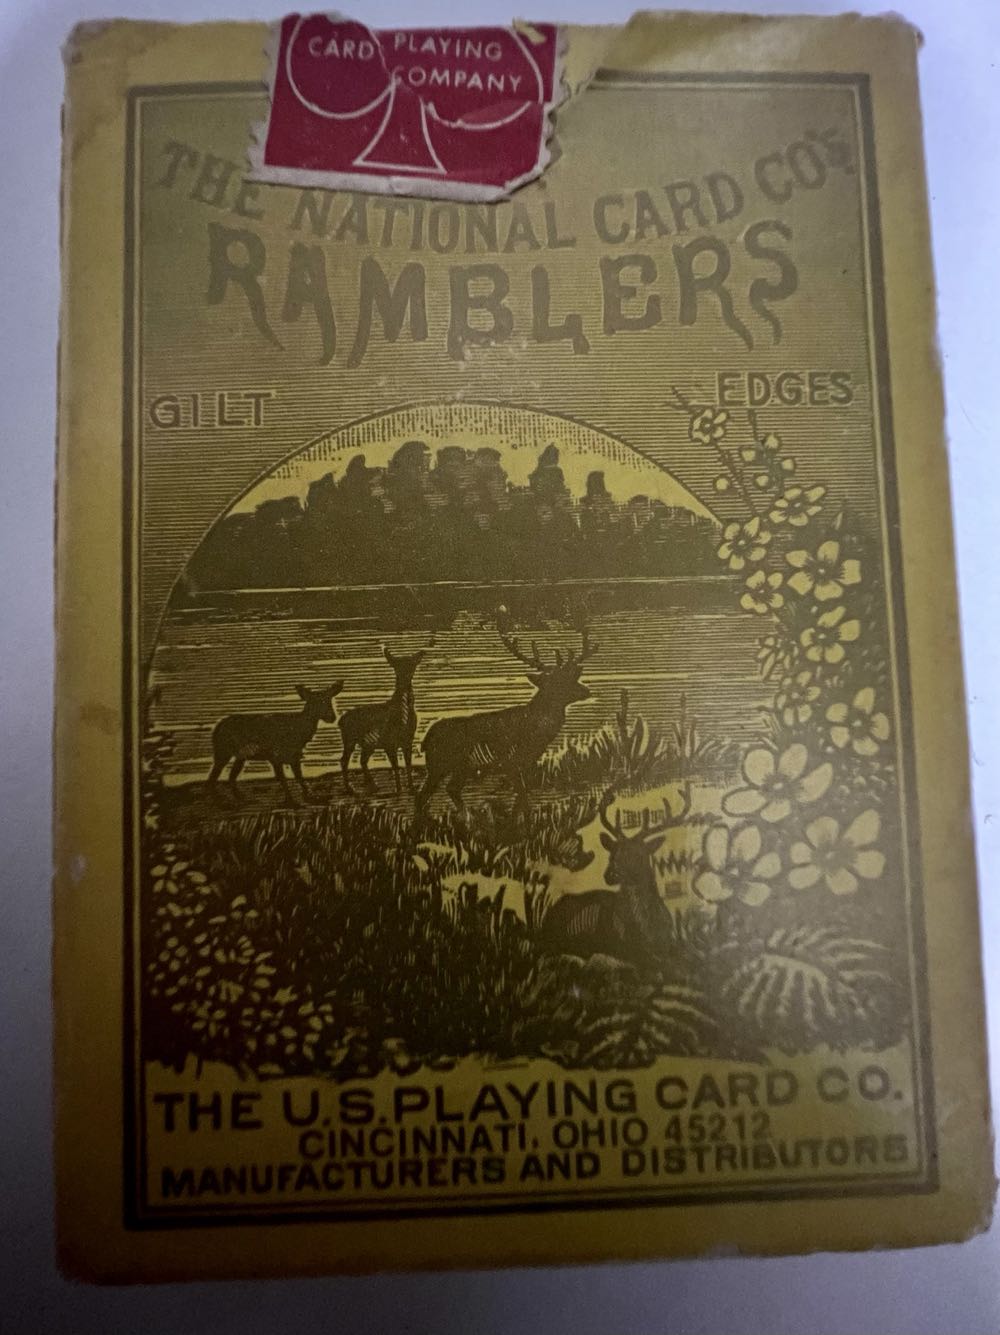 CARD PLAYING
COMPANY
THE NATIONAL CARD CO'S
RAMBLERS
GILT EDGES
THE U.S. PLAYING CARD CO.
CINCINNATI, OHIO 45212
MANUFACTURERS AND DISTRIBUTORS